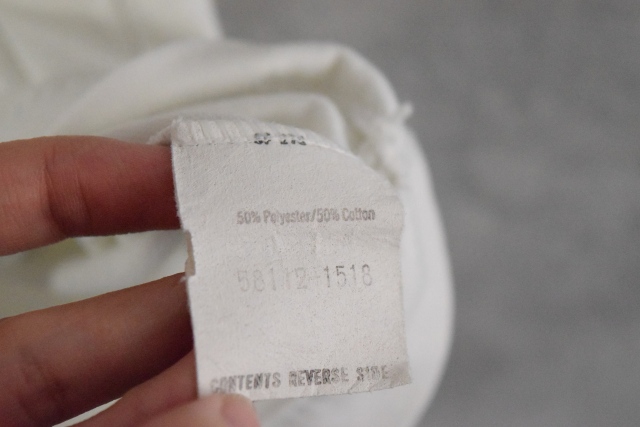 50% Polyester/50% Cotton
58112-1518
CONTENTS REVERSE SIDE